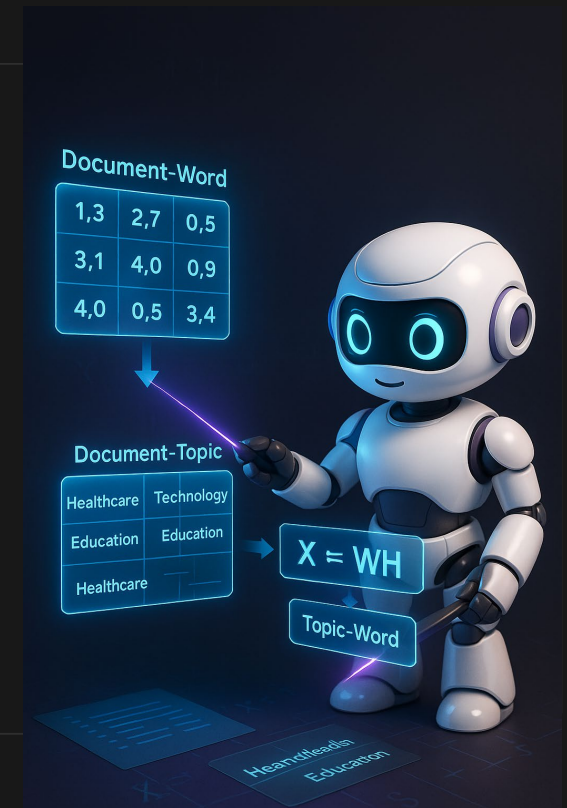 Document-Word
1,3 2,7 0,5
3,1 4,0 0,9
4,0 0,5 3,4
Document-Topic
Healthcare Technology
Education Education
Healthcare
X = WH
Topic-Word
Education